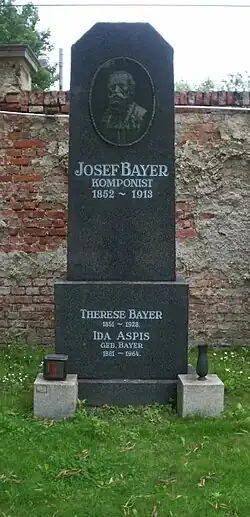 JOSEF BAYER
KOMPONIST
1852 ~ 1913
THERESE BAYER
1851 ~ 1928.
IDA ASPIS
GEB. BAYER
1881 ~ 1964.